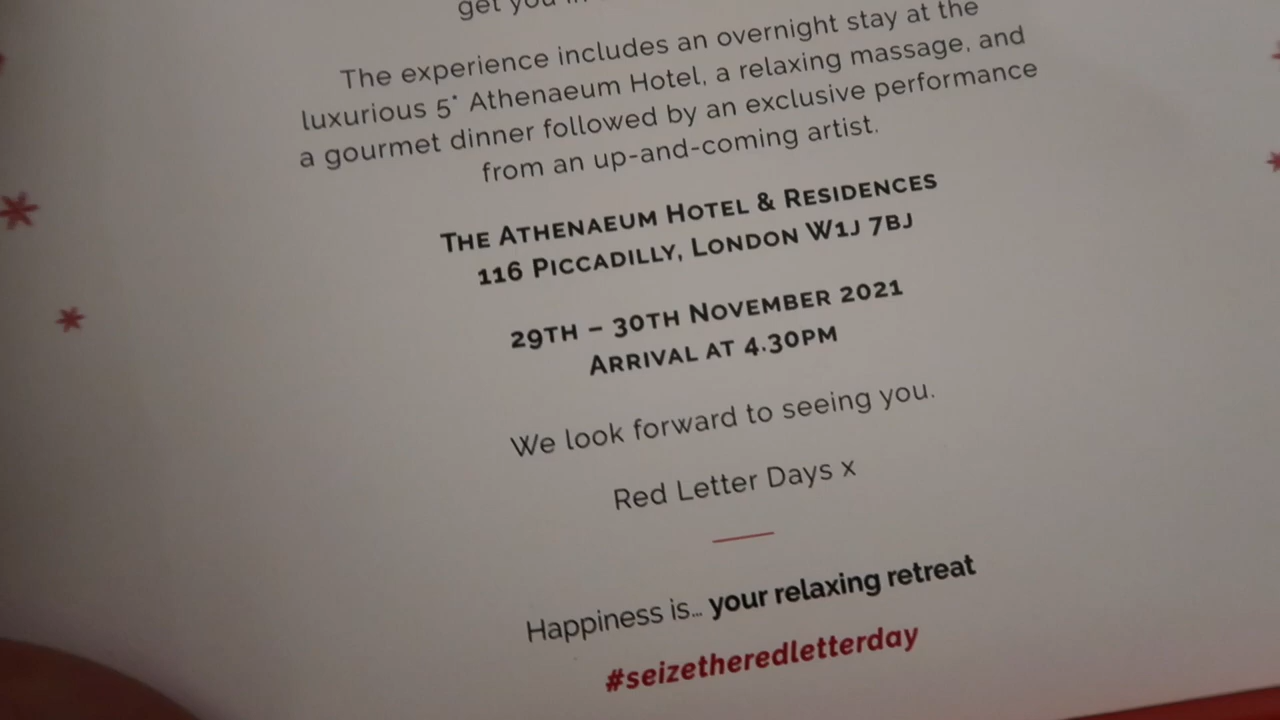 get you in
The experience includes an overnight stay at the
luxurious 5* Athenaeum Hotel, a relaxing massage, and
a gourmet dinner followed by an exclusive performance
from an up-and-coming artist.
The Athenaeum Hotel & Residences
116 Piccadilly, London W1J 7BJ
29th – 30th November 2021
Arrival at 4.30pm
We look forward to seeing you.
Red Letter Days x
Happiness is... your relaxing retreat
#seizetheredletterday